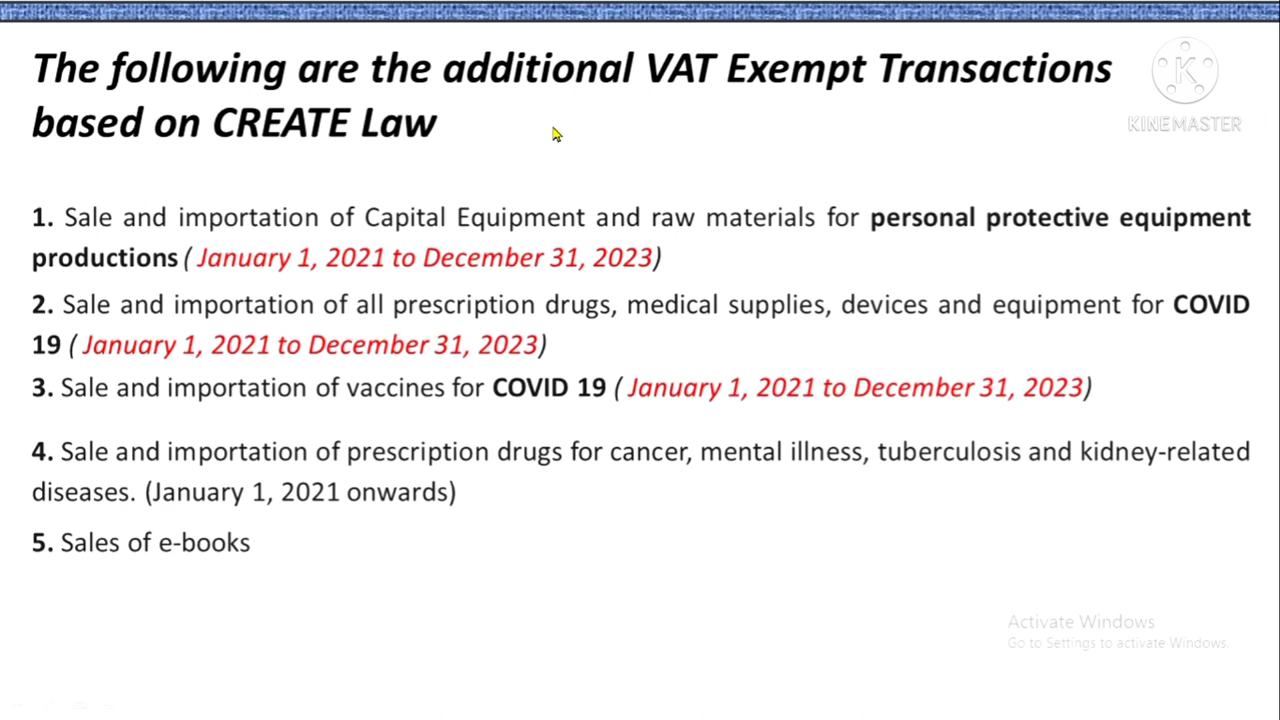 The following are the additional VAT Exempt Transactions
based on CREATE Law
KINEMASTER
1. Sale and importation of Capital Equipment and raw materials for personal protective equipment
productions ( January 1, 2021 to December 31, 2023)
2. Sale and importation of all prescription drugs, medical supplies, devices and equipment for COVID
19 ( January 1, 2021 to December 31, 2023)
3. Sale and importation of vaccines for COVID 19 ( January 1, 2021 to December 31, 2023)
4. Sale and importation of prescription drugs for cancer, mental illness, tuberculosis and kidney-related
diseases. (January 1, 2021 onwards)
5. Sales of e-books
Activate Windows
Go to Settings to activate Windows.